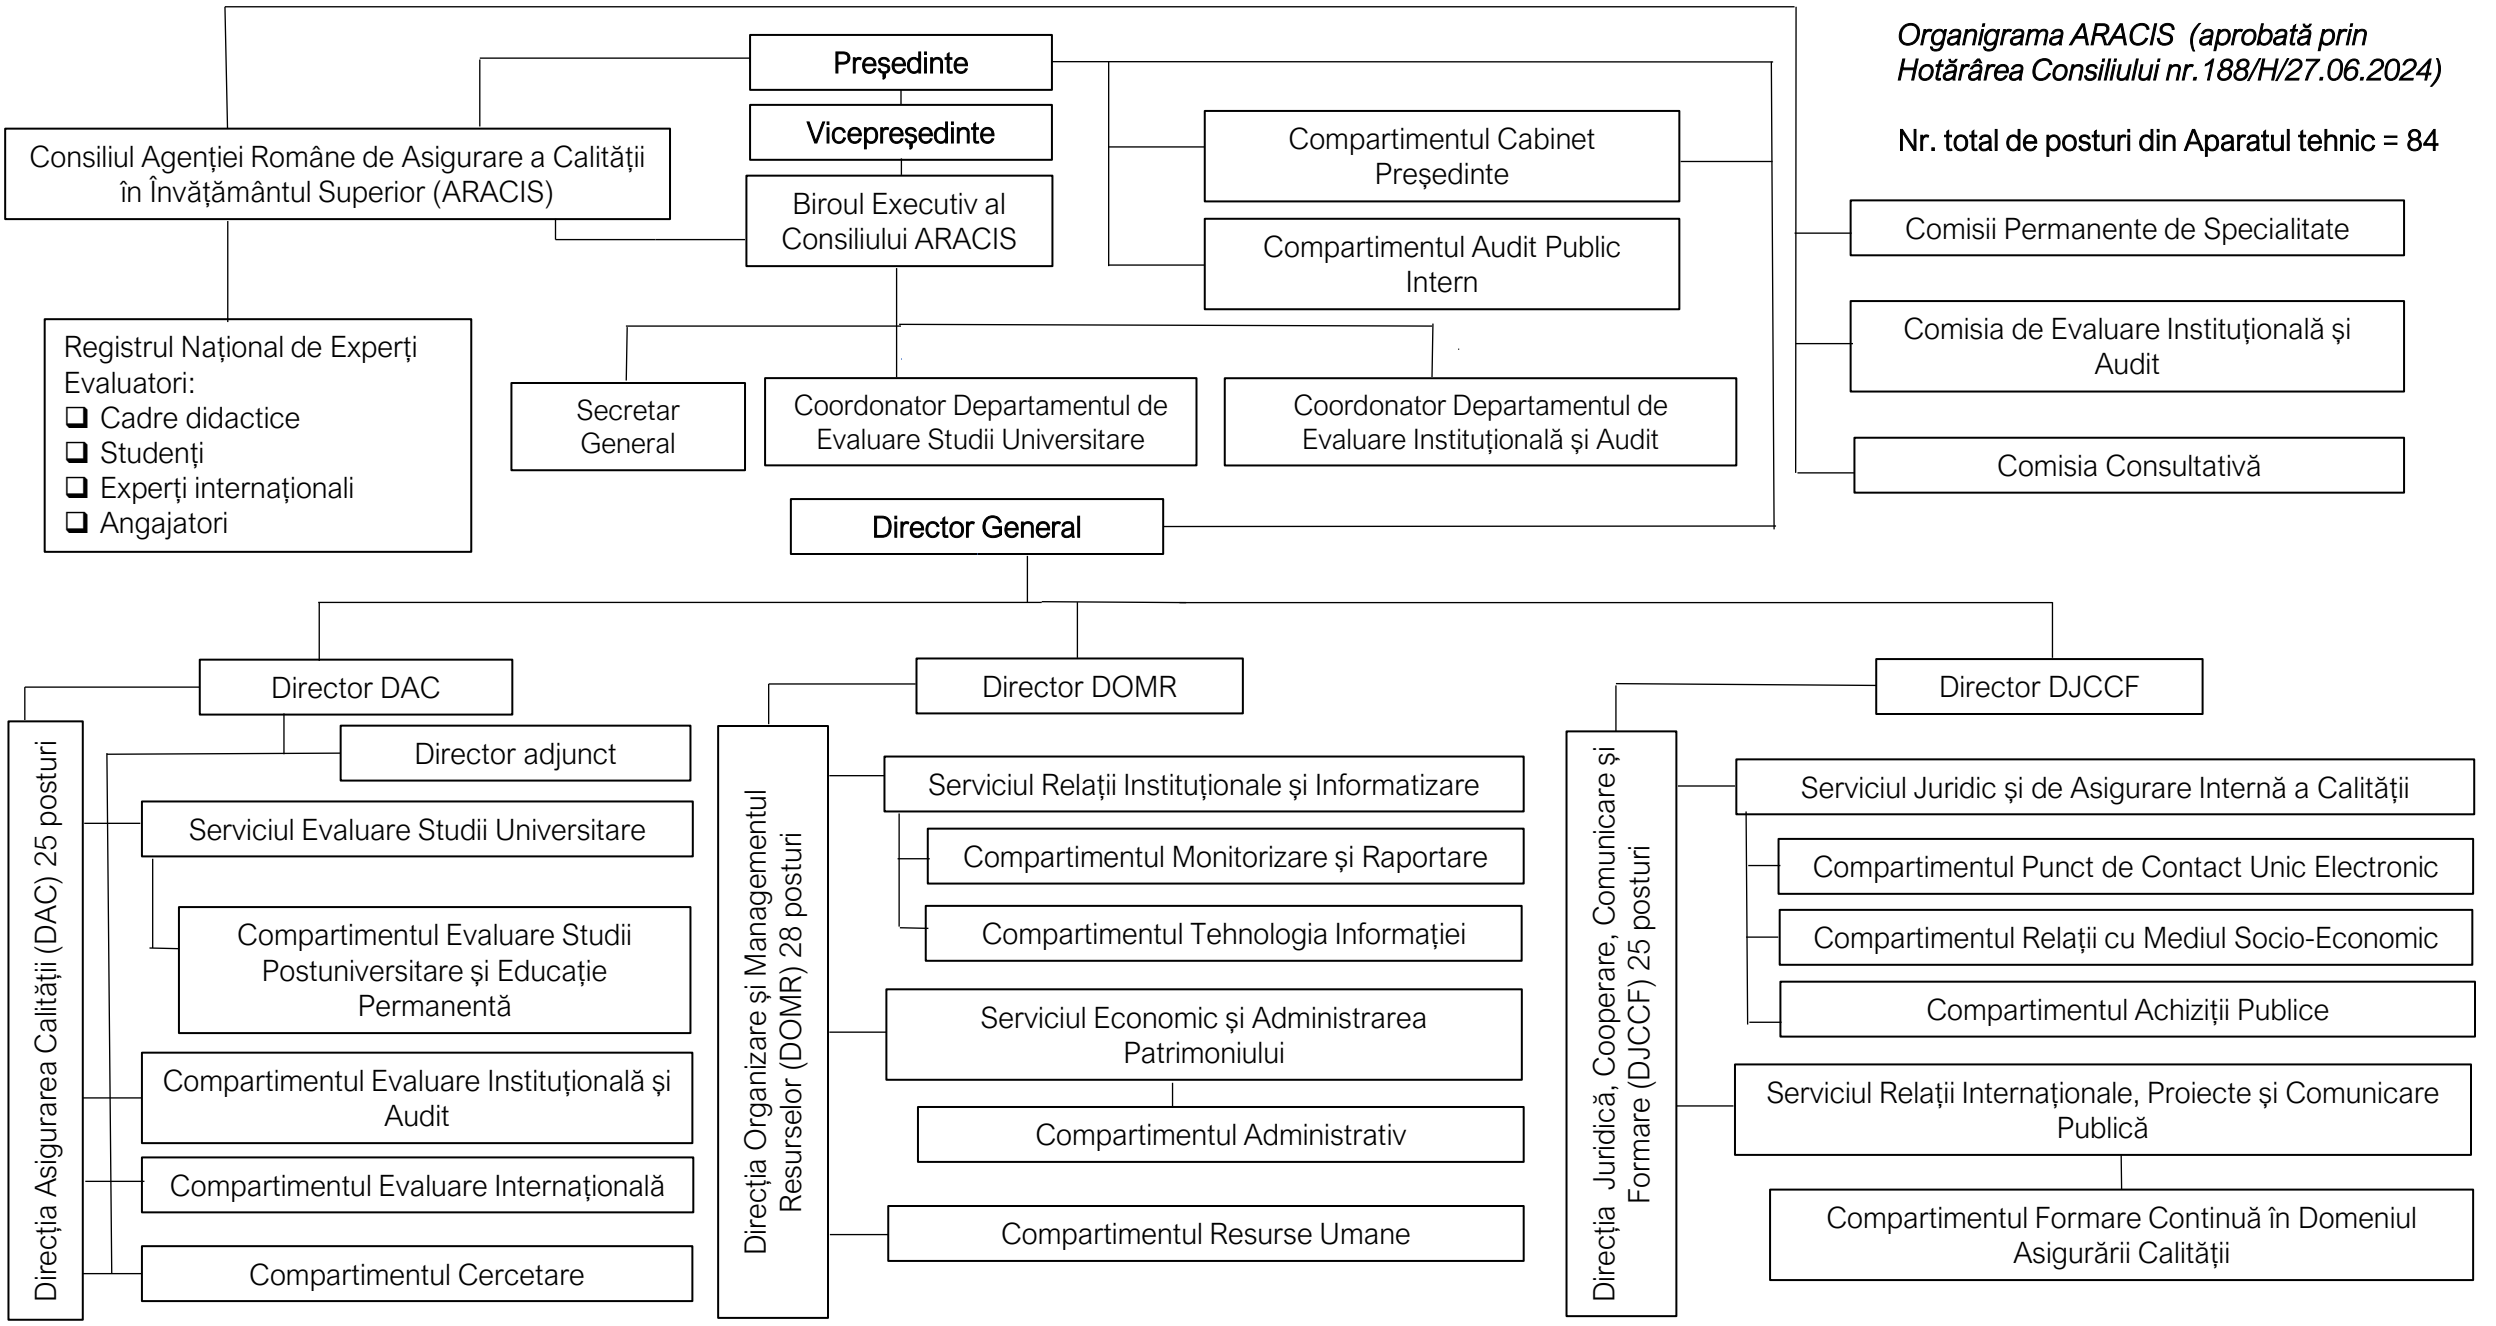 Organigrama ARACIS (aprobată prin
Hotărârea Consiliului nr.188/H/27.06.2024)
Nr. total de posturi din Aparatul tehnic = 84
Președinte
Vicepreședinte
Consiliul Agenției Române de Asigurare a Calității
în Învățământul Superior (ARACIS)
Biroul Executiv al
Consiliului ARACIS
Compartimentul Cabinet
Președinte
Compartimentul Audit Public
Intern
Comisii Permanente de Specialitate
Comisia de Evaluare Instituțională și
Audit
Comisia Consultativă
Registrul Național de Experți
Evaluatori:
❑ Cadre didactice
❑ Studenți
❑ Experți internaționali
❑ Angajatori
Secretar
General
Coordonator Departamentul de
Evaluare Studii Universitare
Coordonator Departamentul de
Evaluare Instituțională și Audit
Director General
Director DAC
Director DOMR
Director DJCCF
Direcția Asigurarea Calității (DAC) 25 posturi
Director adjunct
Serviciul Evaluare Studii Universitare
Compartimentul Evaluare Studii
Postuniversitare și Educație
Permanentă
Compartimentul Evaluare Instituțională și
Audit
Compartimentul Evaluare Internațională
Compartimentul Cercetare
Direcția Organizare și Managementul
Resurselor (DOMR) 28 posturi
Serviciul Relații Instituționale și Informatizare
Compartimentul Monitorizare și Raportare
Compartimentul Tehnologia Informației
Serviciul Economic și Administrarea
Patrimoniului
Compartimentul Administrativ
Compartimentul Resurse Umane
Direcția Juridică, Cooperare, Comunicare și
Formare (DJCCF) 25 posturi
Serviciul Juridic și de Asigurare Internă a Calității
Compartimentul Punct de Contact Unic Electronic
Compartimentul Relații cu Mediul Socio-Economic
Compartimentul Achiziții Publice
Serviciul Relații Internaționale, Proiecte și Comunicare
Publică
Compartimentul Formare Continuă în Domeniul
Asigurării Calității